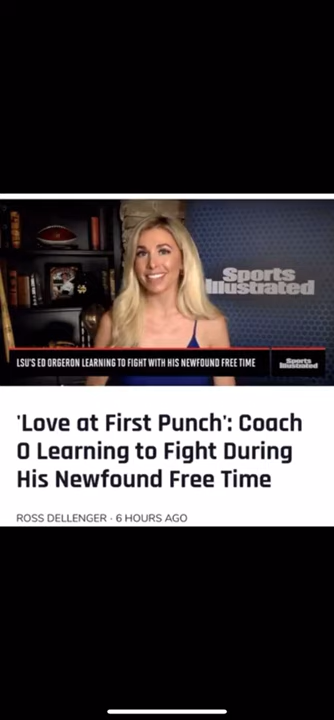 Sports
Illustrated
LSU'S ED ORGERON LEARNING TO FIGHT WITH HIS NEWFOUND FREE TIME
Sports
Illustrated
'Love at First Punch': Coach
O Learning to Fight During
His Newfound Free Time
ROSS DELLENGER · 6 HOURS AGO